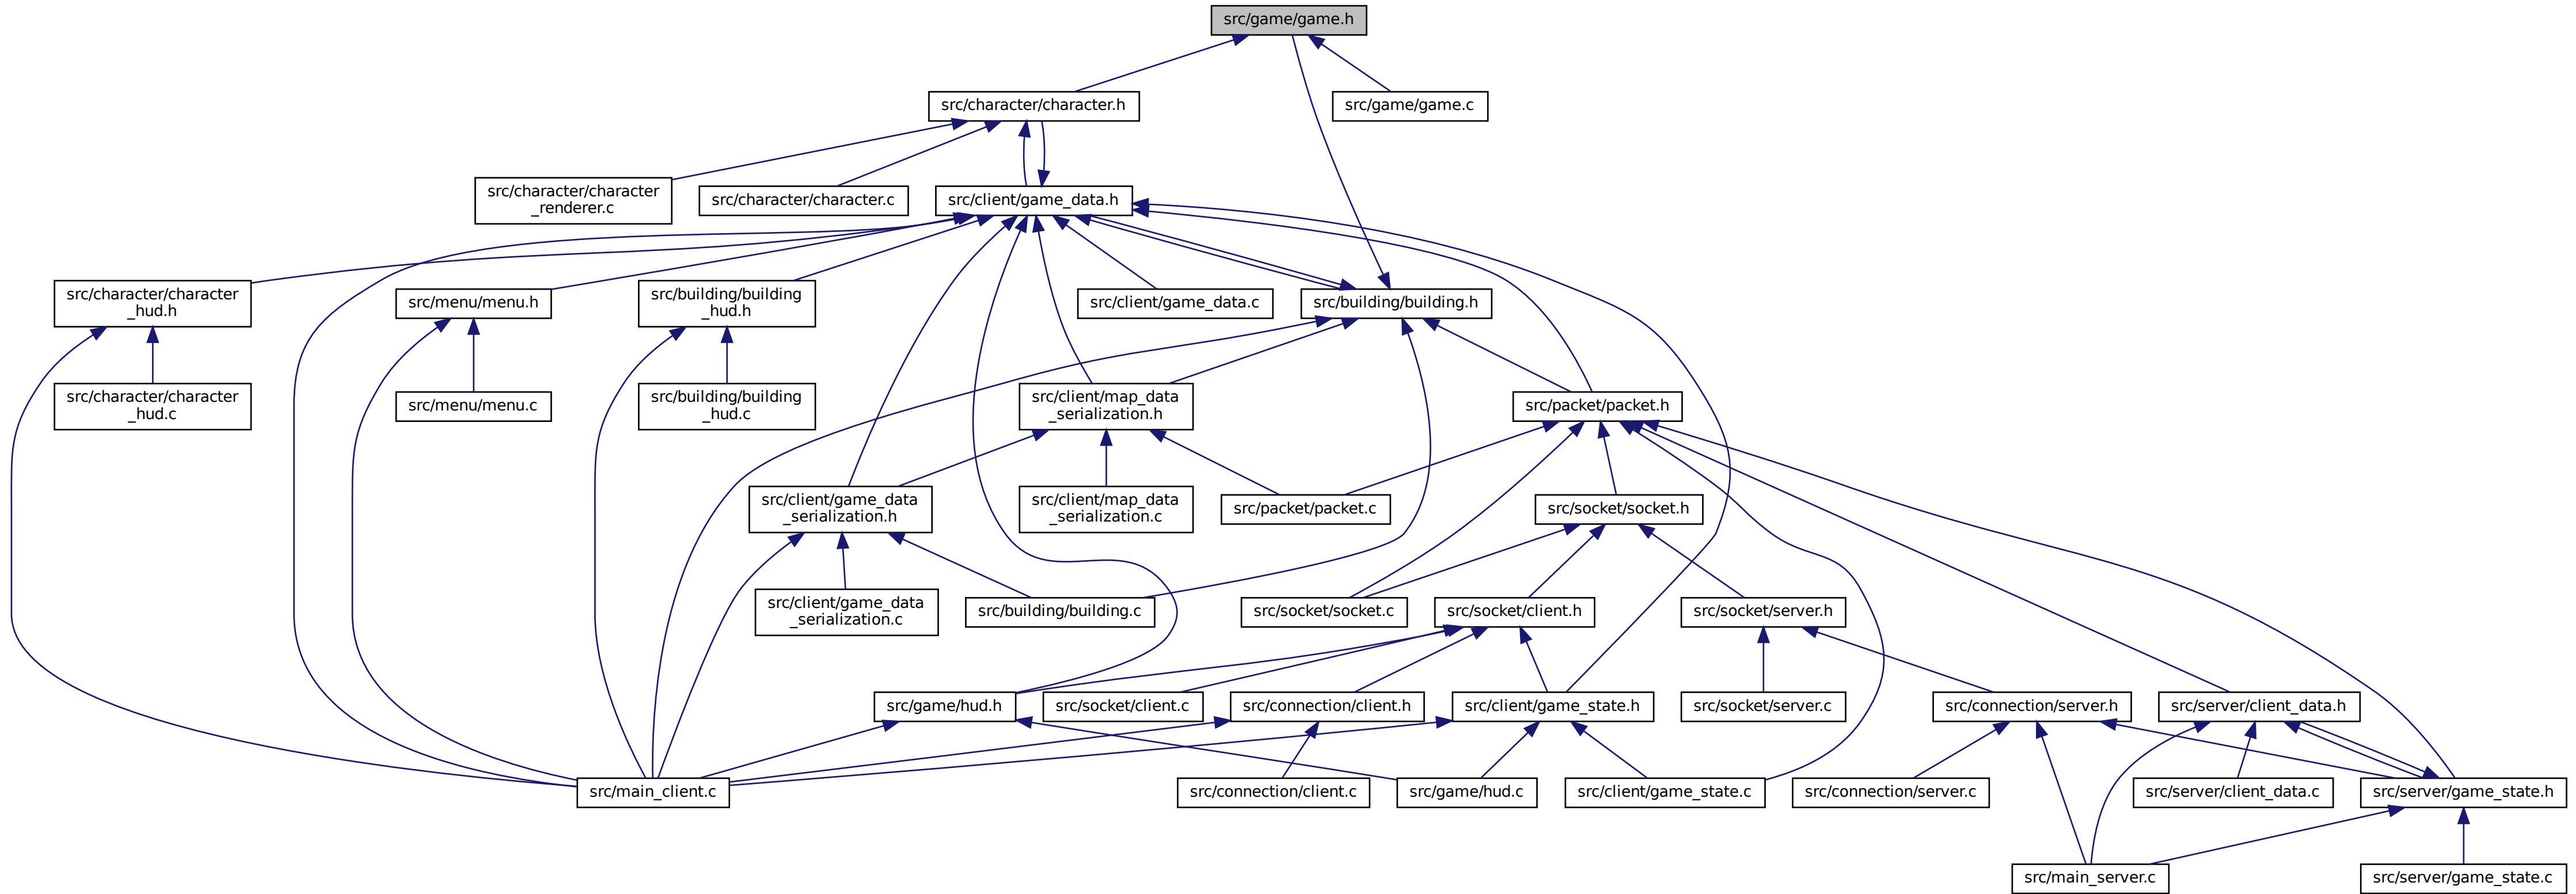 src/game/game.h
src/character/character.h
src/game/game.c
src/character/character
_renderer.c
src/character/character.c
src/client/game_data.h
src/character/character
_hud.h
src/menu/menu.h
src/building/building
_hud.h
src/client/game_data.c
src/building/building.h
src/character/character
_hud.c
src/menu/menu.c
src/building/building
_hud.c
src/client/map_data
_serialization.h
src/packet/packet.h
src/client/game_data
_serialization.h
src/client/map_data
_serialization.c
src/packet/packet.c
src/socket/socket.h
src/client/game_data
_serialization.c
src/building/building.c
src/socket/socket.c
src/socket/client.h
src/socket/server.h
src/game/hud.h
src/socket/client.c
src/connection/client.h
src/client/game_state.h
src/socket/server.c
src/connection/server.h
src/server/client_data.h
src/main_client.c
src/connection/client.c
src/game/hud.c
src/client/game_state.c
src/connection/server.c
src/server/client_data.c
src/server/game_state.h
src/main_server.c
src/server/game_state.c